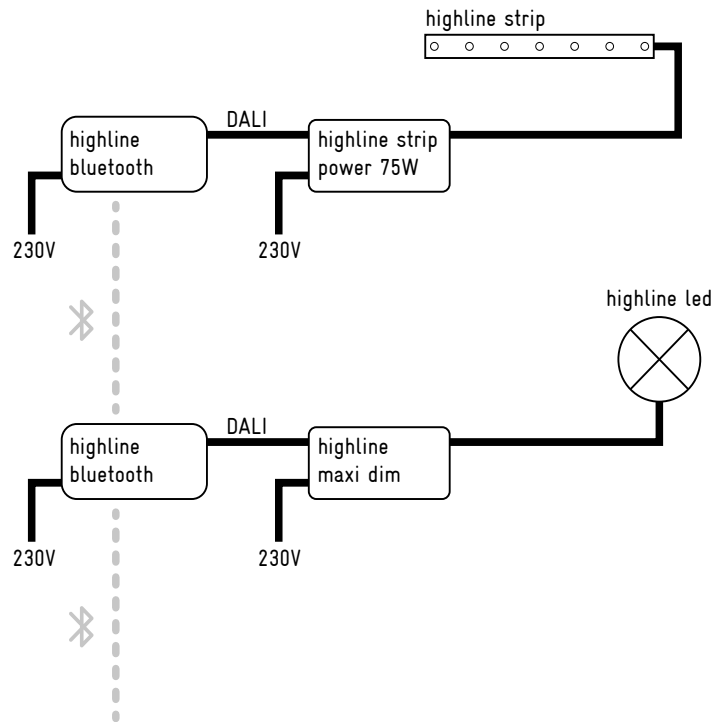 highline strip
DALI
highline
bluetooth
highline strip
power 75W
230V
230V
highline led
DALI
highline
bluetooth
highline
maxi dim
230V
230V